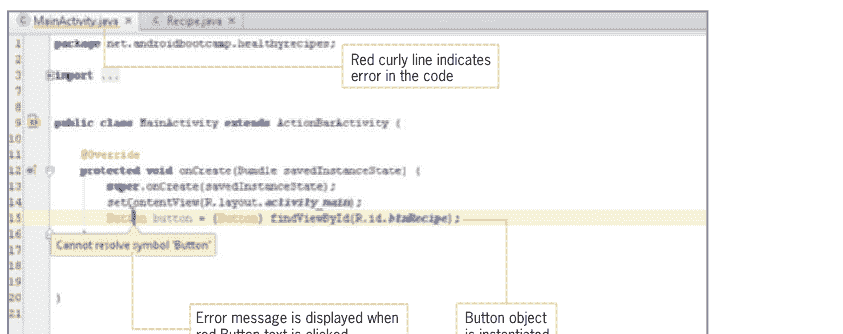 MainActivity.java × Recipe.java ×
1 package net.androidbootcamp.healthyrecipes;
2
3 import ...
7
8
9 public class MainActivity extends ActionBarActivity {
10
11 @Override
12 protected void onCreate(Bundle savedInstanceState) {
13 super.onCreate(savedInstanceState);
14 setContentView(R.layout.activity_main);
15 Button button = (Button) findViewById(R.id.btnRecipe);
16
17
18
19
20 }
21
Red curly line indicates
error in the code
Cannot resolve symbol 'Button'
Error message is displayed when
red Button text is clicked
Button object
is instantiated